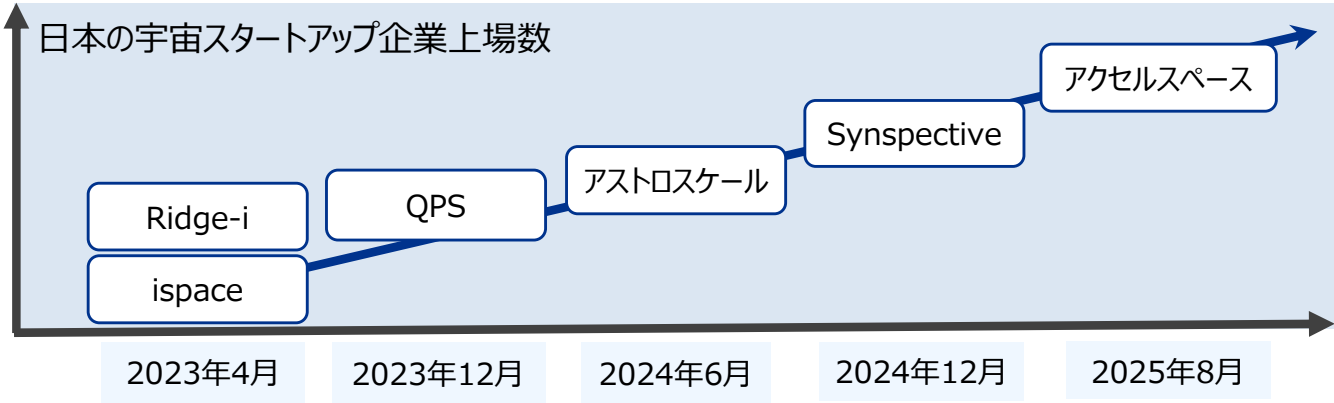 日本の宇宙スタートアップ企業上場数
アクセルスペース
Synspective
アストロスケール
QPS
Ridge-i
ispace
2023年4月
2023年12月
2024年6月
2024年12月
2025年8月